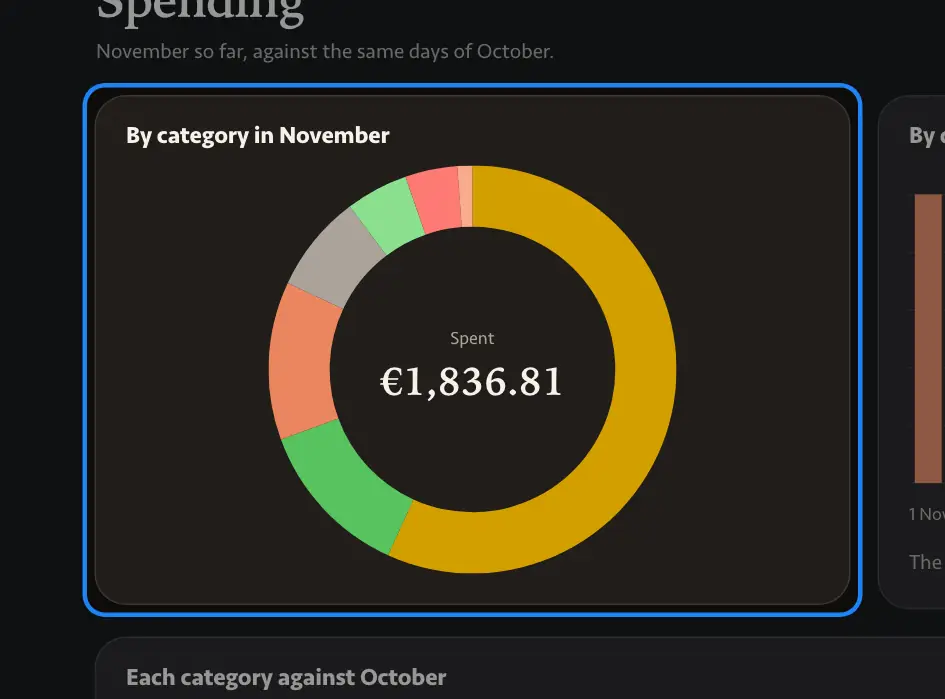 Spending
November so far, against the same days of October.
By category in November
By
Spent
€1,836.81
1 Nov
The
Each category against October